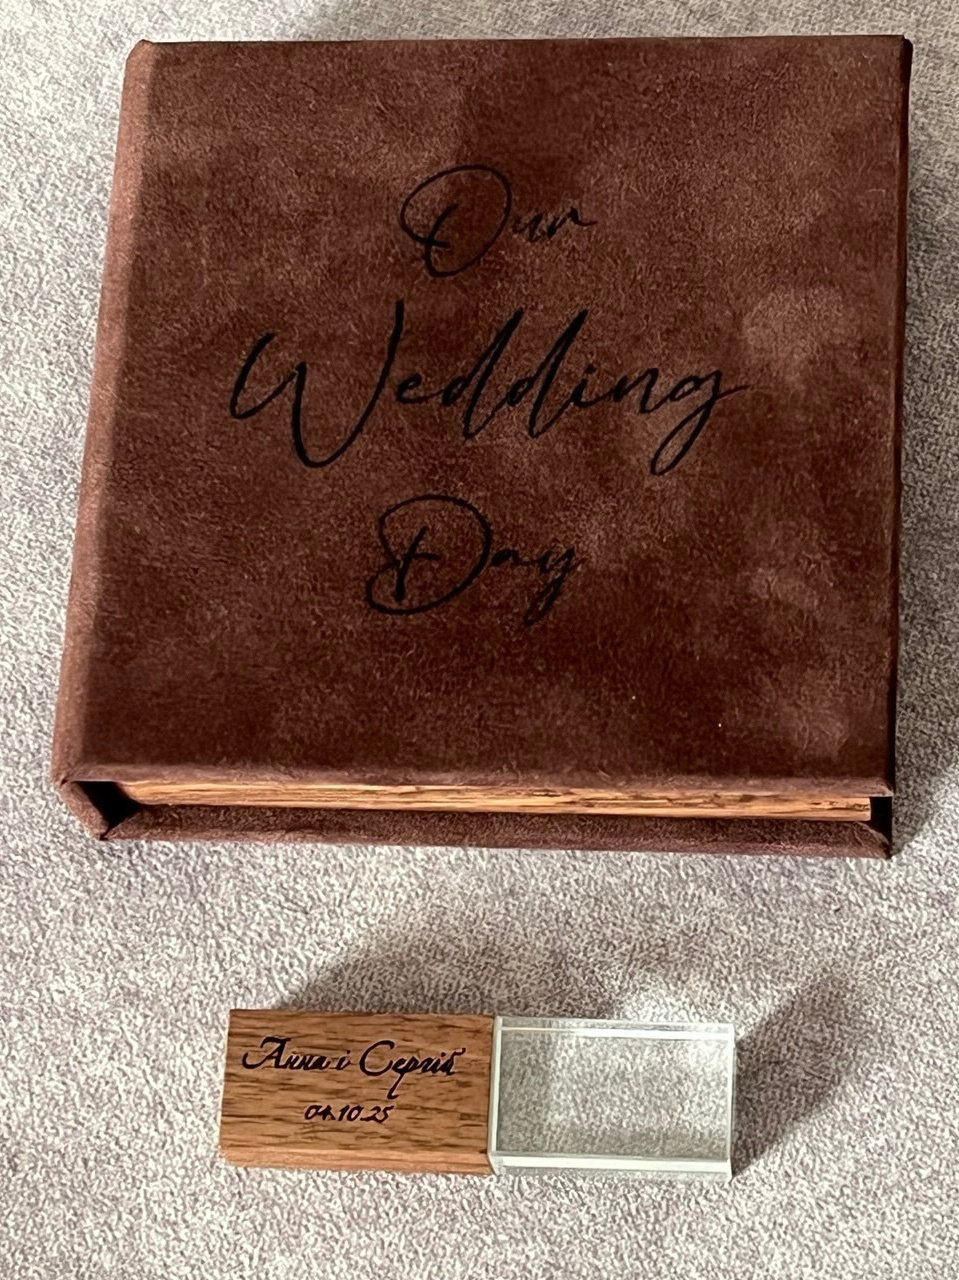 Our
Wedding
Day
Анна і Сергій
04.10.25